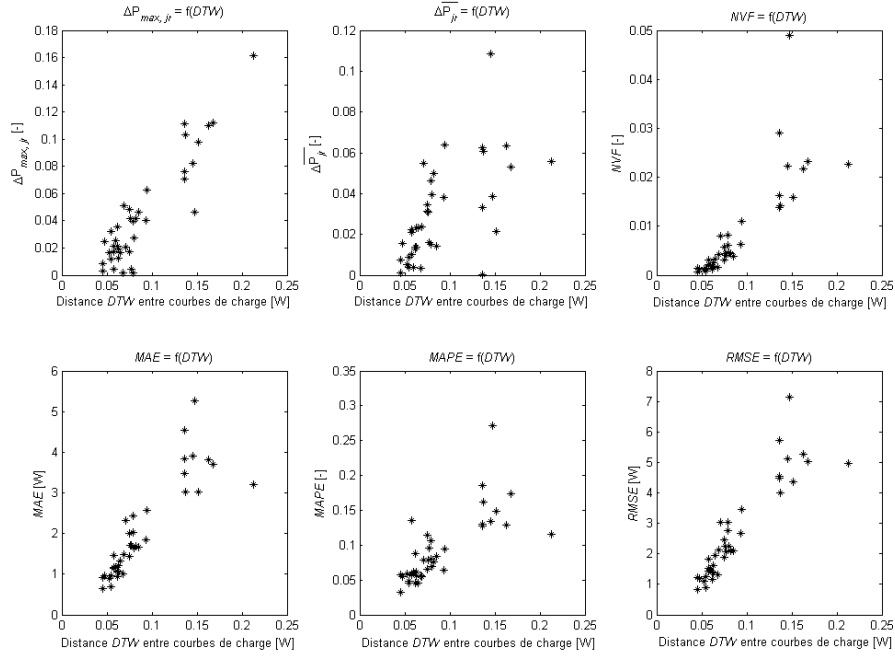 ΔP max, jr = f(DTW)
0.18
0.16
0.14
0.12
0.1
0.08
0.06
0.04
0.02
0
ΔP max, jr [-]
0 0.05 0.1 0.15 0.2 0.25
Distance DTW entre courbes de charge [W]
ΔP jr = f(DTW)
0.12
0.1
0.08
0.06
0.04
0.02
0
ΔP jr [-]
0 0.05 0.1 0.15 0.2 0.25
Distance DTW entre courbes de charge [W]
NVF = f(DTW)
0.05
0.04
0.03
0.02
0.01
0
NVF [-]
0 0.05 0.1 0.15 0.2 0.25
Distance DTW entre courbes de charge [W]
MAE = f(DTW)
6
5
4
3
2
1
0
MAE [W]
0 0.05 0.1 0.15 0.2 0.25
Distance DTW entre courbes de charge [W]
MAPE = f(DTW)
0.35
0.3
0.25
0.2
0.15
0.1
0.05
0
MAPE [-]
0 0.05 0.1 0.15 0.2 0.25
Distance DTW entre courbes de charge [W]
RMSE = f(DTW)
8
7
6
5
4
3
2
1
0
RMSE [W]
0 0.05 0.1 0.15 0.2 0.25
Distance DTW entre courbes de charge [W]